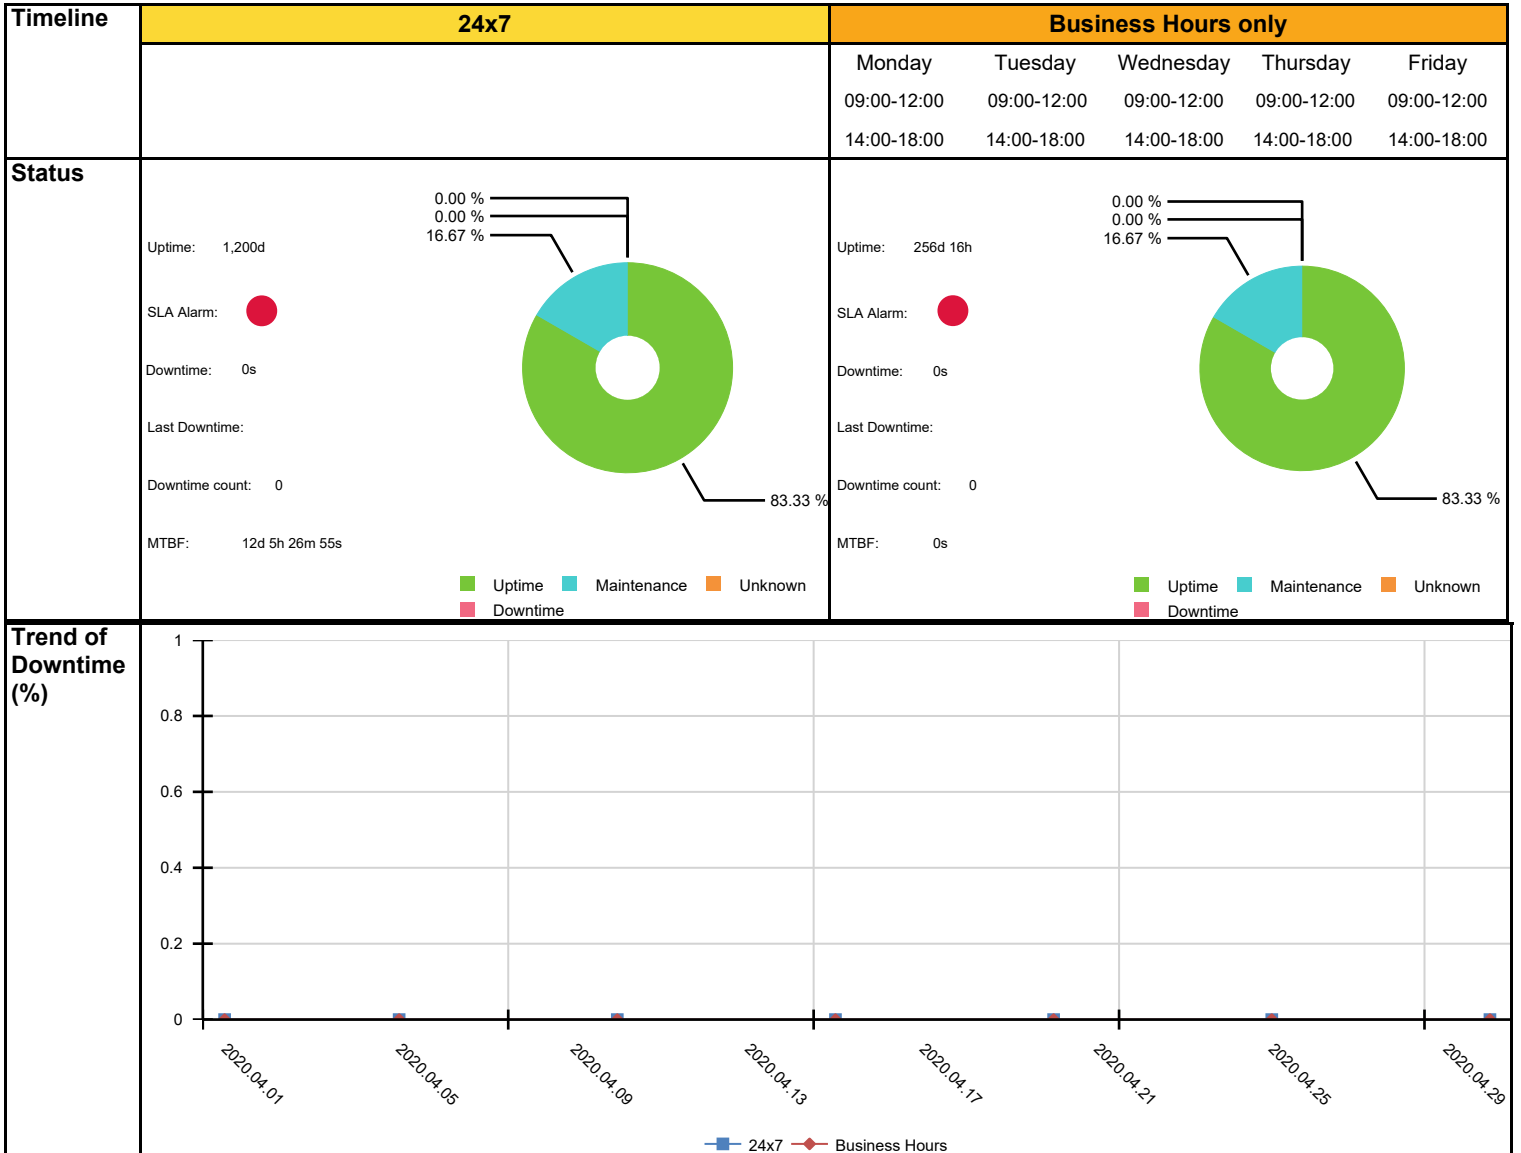 Timeline
24x7
Business Hours only
Monday Tuesday Wednesday Thursday Friday
09:00-12:00 09:00-12:00 09:00-12:00 09:00-12:00 09:00-12:00
14:00-18:00 14:00-18:00 14:00-18:00 14:00-18:00 14:00-18:00
Status
0.00 %
0.00 %
16.67 %
Uptime: 1,200d
SLA Alarm:
Downtime: 0s
Last Downtime:
Downtime count: 0
83.33 %
MTBF: 12d 5h 26m 55s
Uptime Maintenance Unknown
Downtime
0.00 %
0.00 %
16.67 %
Uptime: 256d 16h
SLA Alarm:
Downtime: 0s
Last Downtime:
Downtime count: 0
83.33 %
MTBF: 0s
Uptime Maintenance Unknown
Downtime
Trend of
Downtime
(%)
1
0.8
0.6
0.4
0.2
0
2020.04.01 2020.04.05 2020.04.09 2020.04.13 2020.04.17 2020.04.21 2020.04.25 2020.04.29
24x7 Business Hours